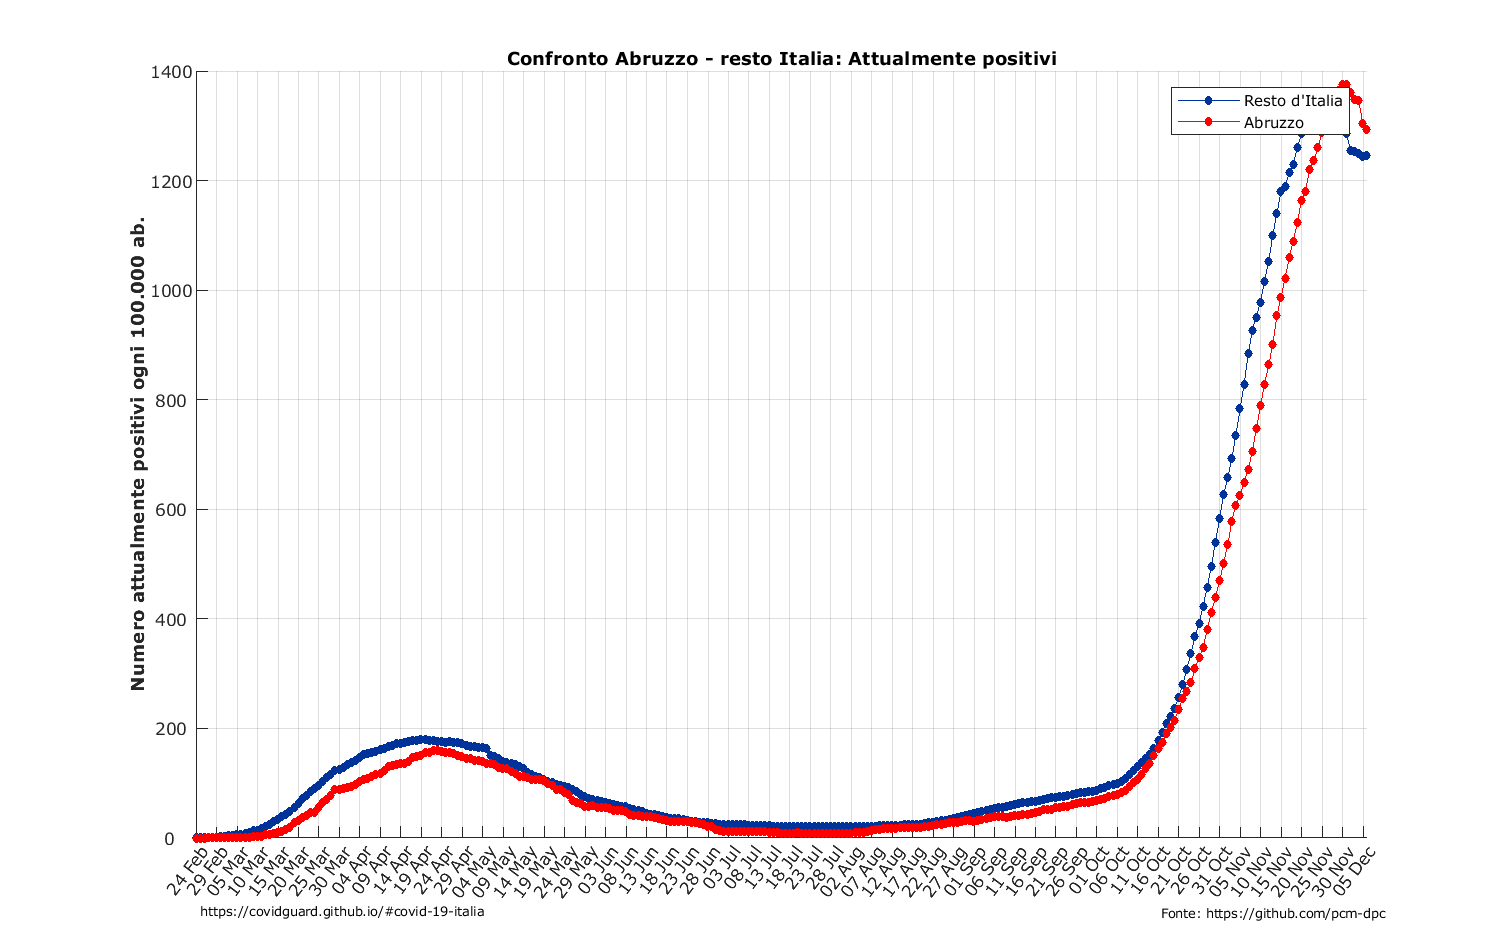 Confronto Abruzzo - resto Italia: Attualmente positivi
Numero attualmente positivi ogni 100.000 ab.
1400
1200
1000
800
600
400
200
0
Resto d'Italia
Abruzzo
24 Feb
29 Feb
05 Mar
10 Mar
15 Mar
20 Mar
25 Mar
30 Mar
04 Apr
09 Apr
14 Apr
19 Apr
24 Apr
29 Apr
04 May
09 May
14 May
19 May
24 May
29 May
03 Jun
08 Jun
13 Jun
18 Jun
23 Jun
28 Jun
03 Jul
08 Jul
13 Jul
18 Jul
23 Jul
28 Jul
02 Aug
07 Aug
12 Aug
17 Aug
22 Aug
27 Aug
01 Sep
06 Sep
11 Sep
16 Sep
21 Sep
26 Sep
01 Oct
06 Oct
11 Oct
16 Oct
21 Oct
26 Oct
31 Oct
05 Nov
10 Nov
15 Nov
20 Nov
25 Nov
30 Nov
05 Dec
https://covidguard.github.io/#covid-19-italia
Fonte: https://github.com/pcm-dpc